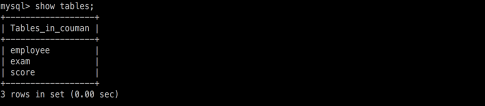 mysql> show tables;
+------------------+
| Tables_in_couman |
+------------------+
| employee         |
| exam             |
| score            |
+------------------+
3 rows in set (0.00 sec)